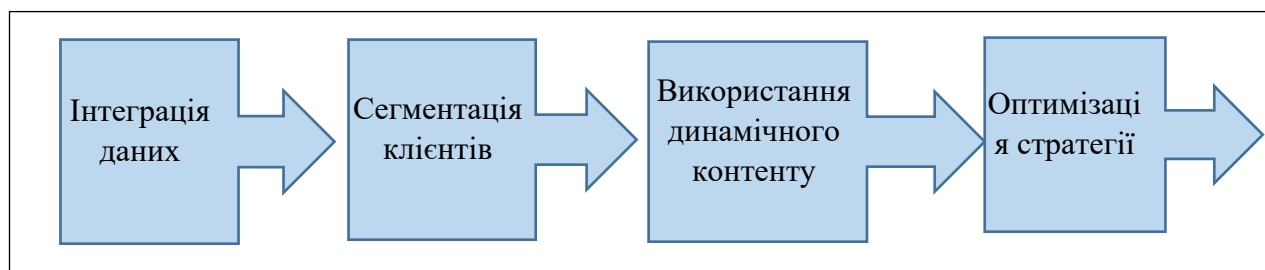 Інтеграція
даних
Сегментація
клієнтів
Використання
динамічного
контенту
Оптимізаці
я стратегії